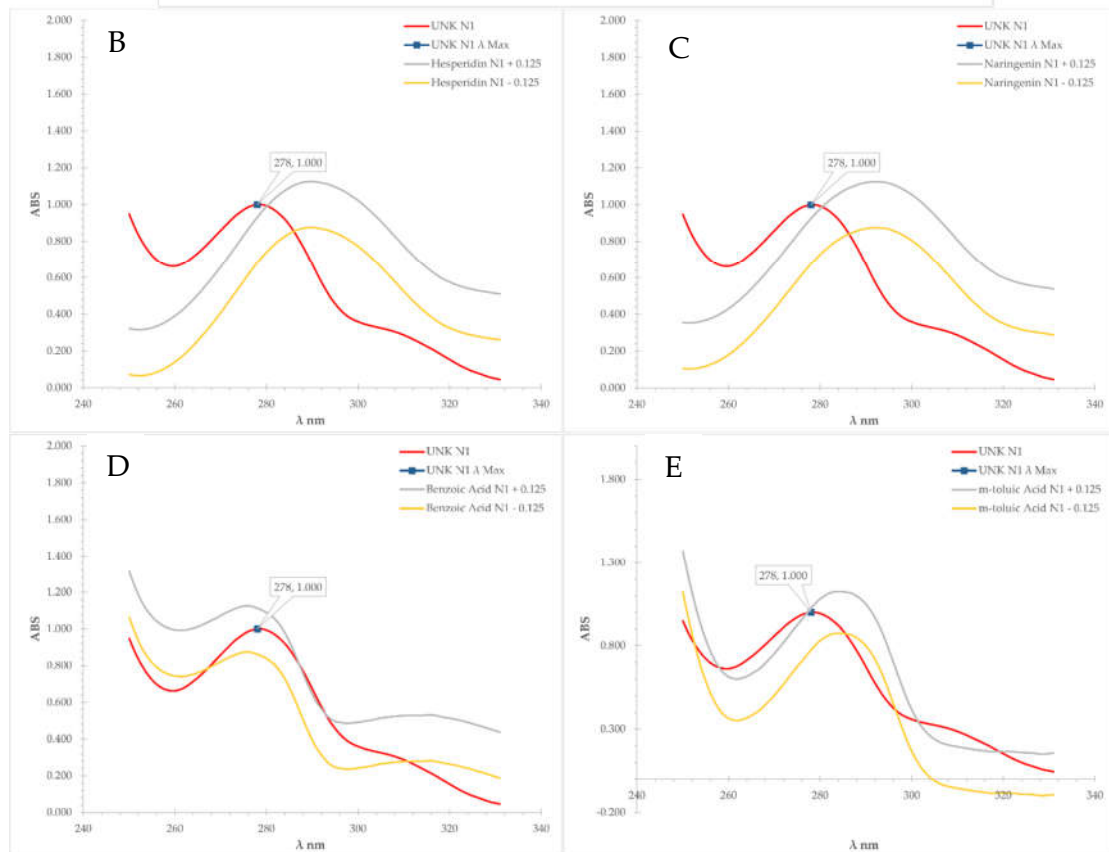 B
UNK N1
UNK N1 λ Max
Hesperidin N1 + 0.125
Hesperidin N1 - 0.125
2.000
1.800
1.600
1.400
1.200
1.000
0.800
0.600
0.400
0.200
0.000
ABS
278, 1.000
240 260 280 300 320 340
λ nm
C
UNK N1
UNK N1 λ Max
Naringenin N1 + 0.125
Naringenin N1 - 0.125
2.000
1.800
1.600
1.400
1.200
1.000
0.800
0.600
0.400
0.200
0.000
ABS
278, 1.000
240 260 280 300 320 340
λ nm
D
UNK N1
UNK N1 λ Max
Benzoic Acid N1 + 0.125
Benzoic Acid N1 - 0.125
2.000
1.800
1.600
1.400
1.200
1.000
0.800
0.600
0.400
0.200
0.000
ABS
278, 1.000
240 260 280 300 320 340
λ nm
E
UNK N1
UNK N1 λ Max
m-toluic Acid N1 + 0.125
m-toluic Acid N1 - 0.125
1.800
1.300
0.800
0.300
-0.200
ABS
278, 1.000
240 260 280 300 320 340
λ nm